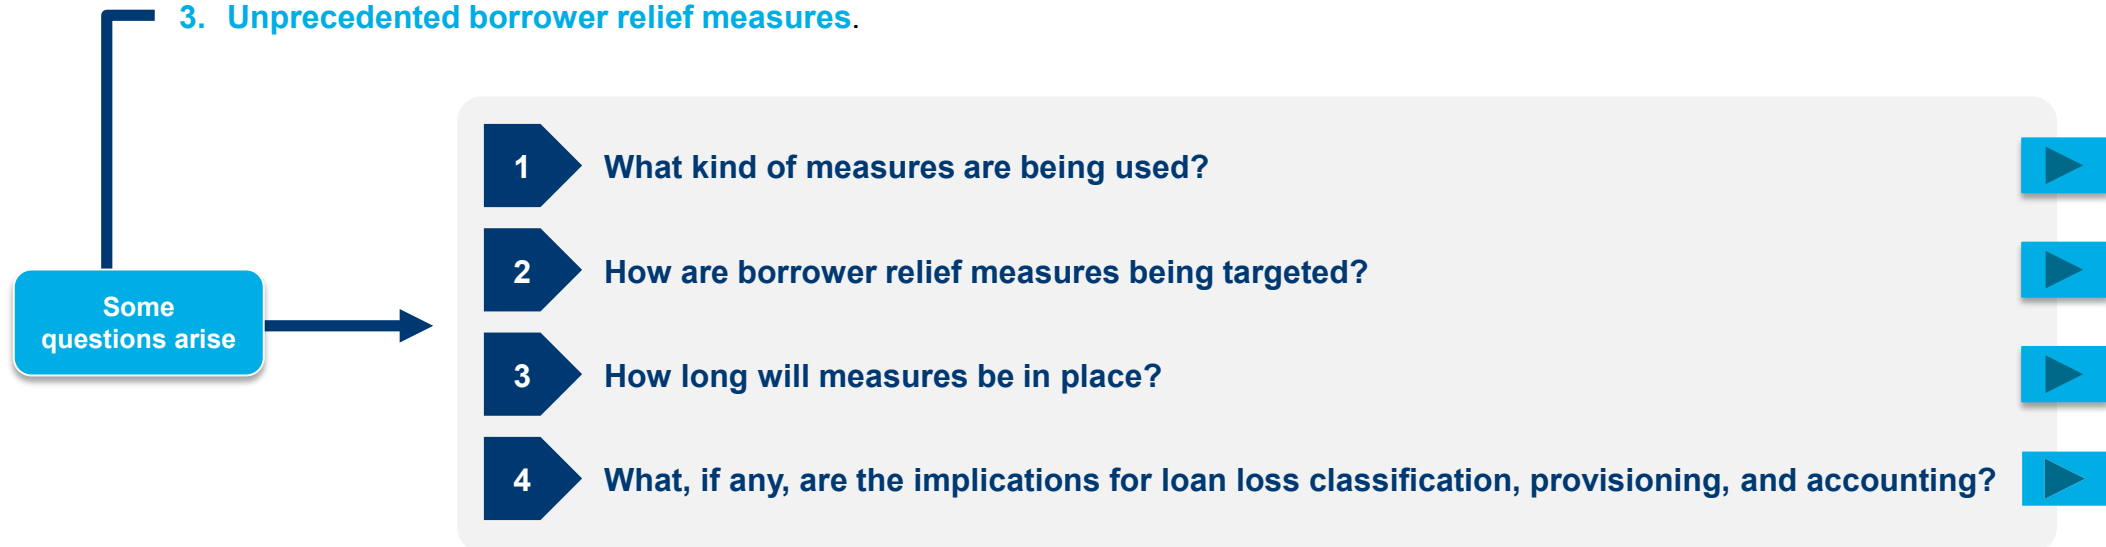 3. Unprecedented borrower relief measures.
1 What kind of measures are being used?
2 How are borrower relief measures being targeted?
Some
questions arise
3 How long will measures be in place?
4 What, if any, are the implications for loan loss classification, provisioning, and accounting?